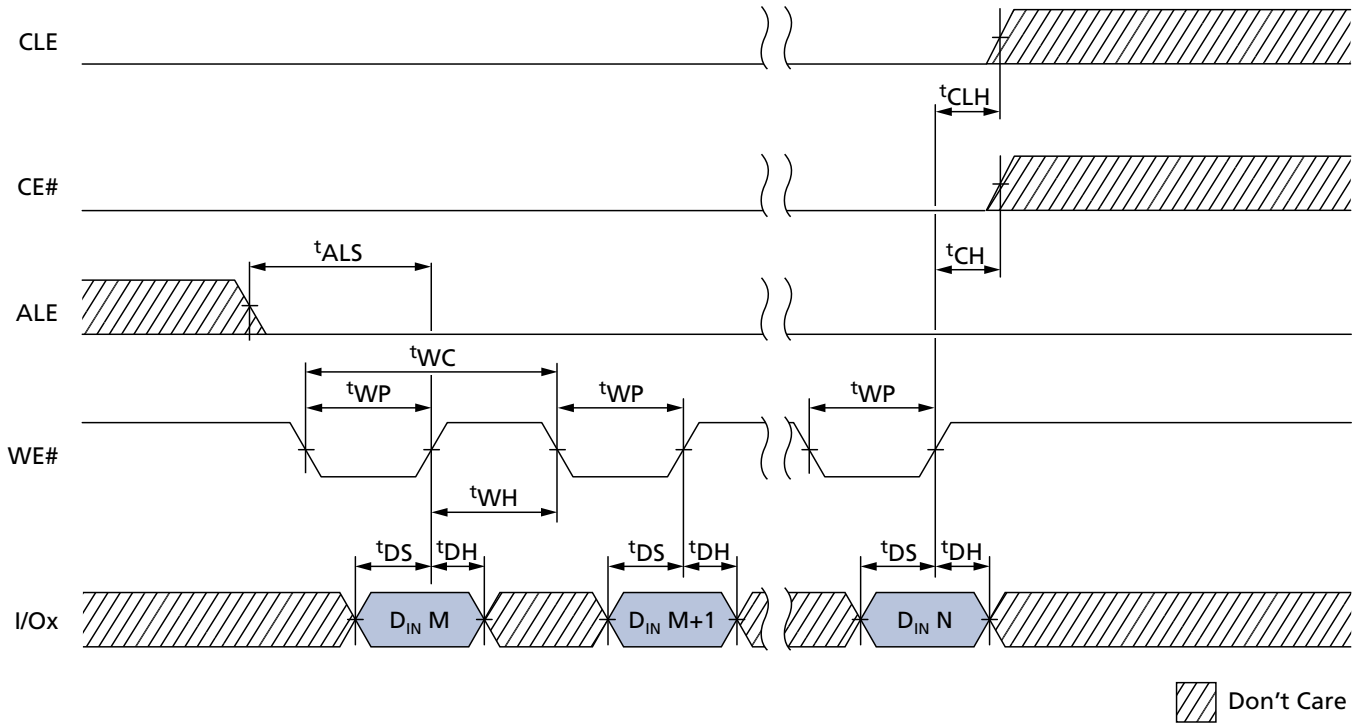 CLE
tCLH
CE#
tALS
tCH
ALE
tWC
tWP
tWP
tWP
WE#
tWH
tDS
tDH
tDS
tDH
tDS
tDH
I/Ox
DIN M
DIN M+1
DIN N
Don't Care